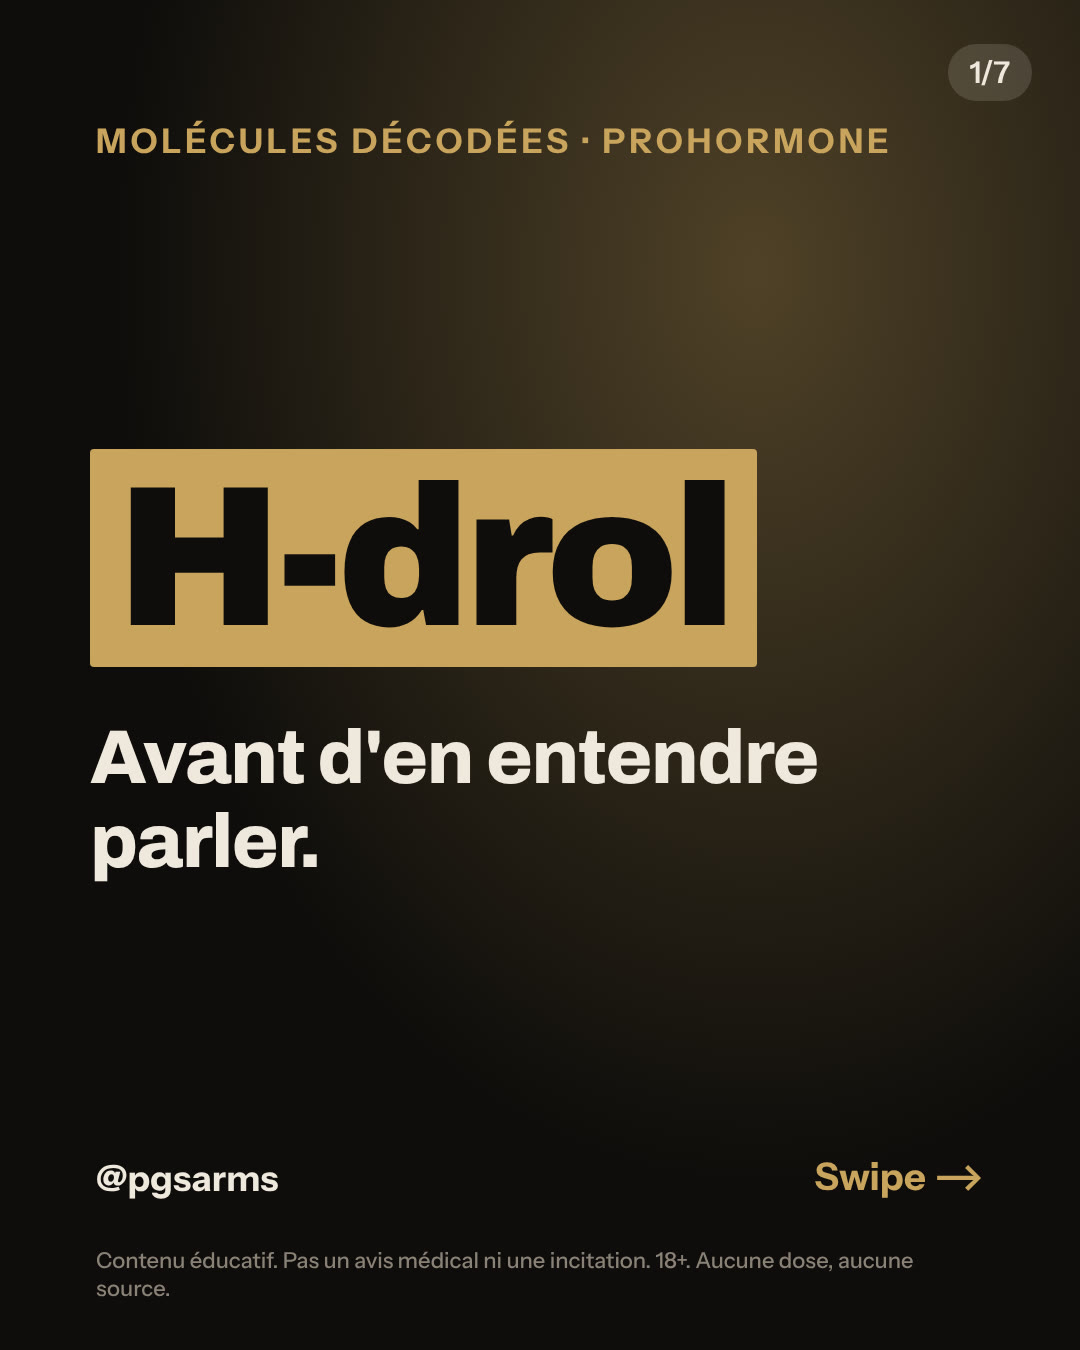 1/7
MOLÉCULES DÉCODÉES · PROHORMONE
H-drol
Avant d'en entendre
parler.
@pgsarms
Swipe →
Contenu éducatif. Pas un avis médical ni une incitation. 18+. Aucune dose, aucune
source.